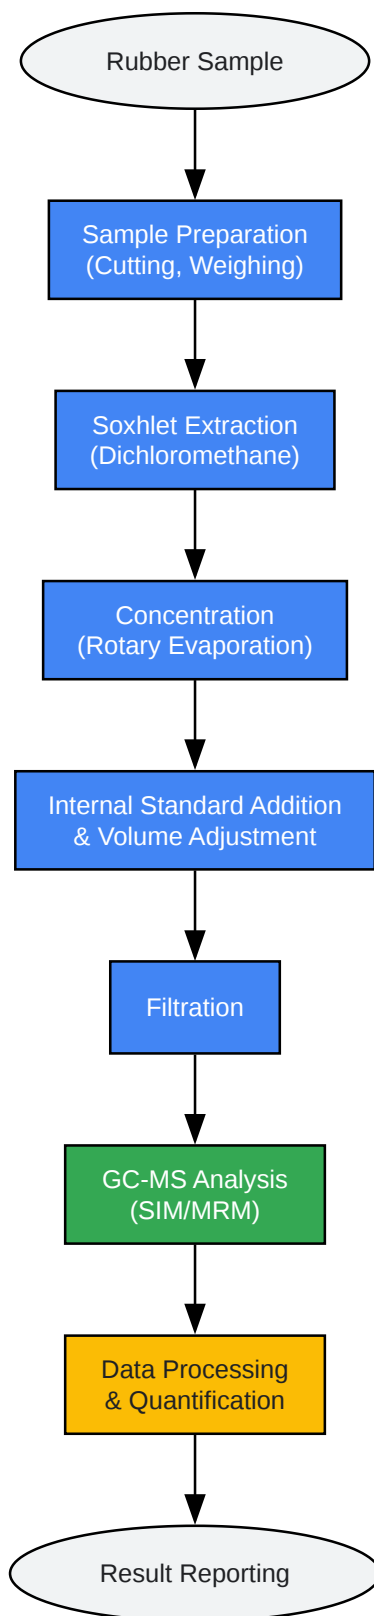 Rubber Sample
Sample Preparation
(Cutting, Weighing)
Soxhlet Extraction
(Dichloromethane)
Concentration
(Rotary Evaporation)
Internal Standard Addition
& Volume Adjustment
Filtration
GC-MS Analysis
(SIM/MRM)
Data Processing
& Quantification
Result Reporting